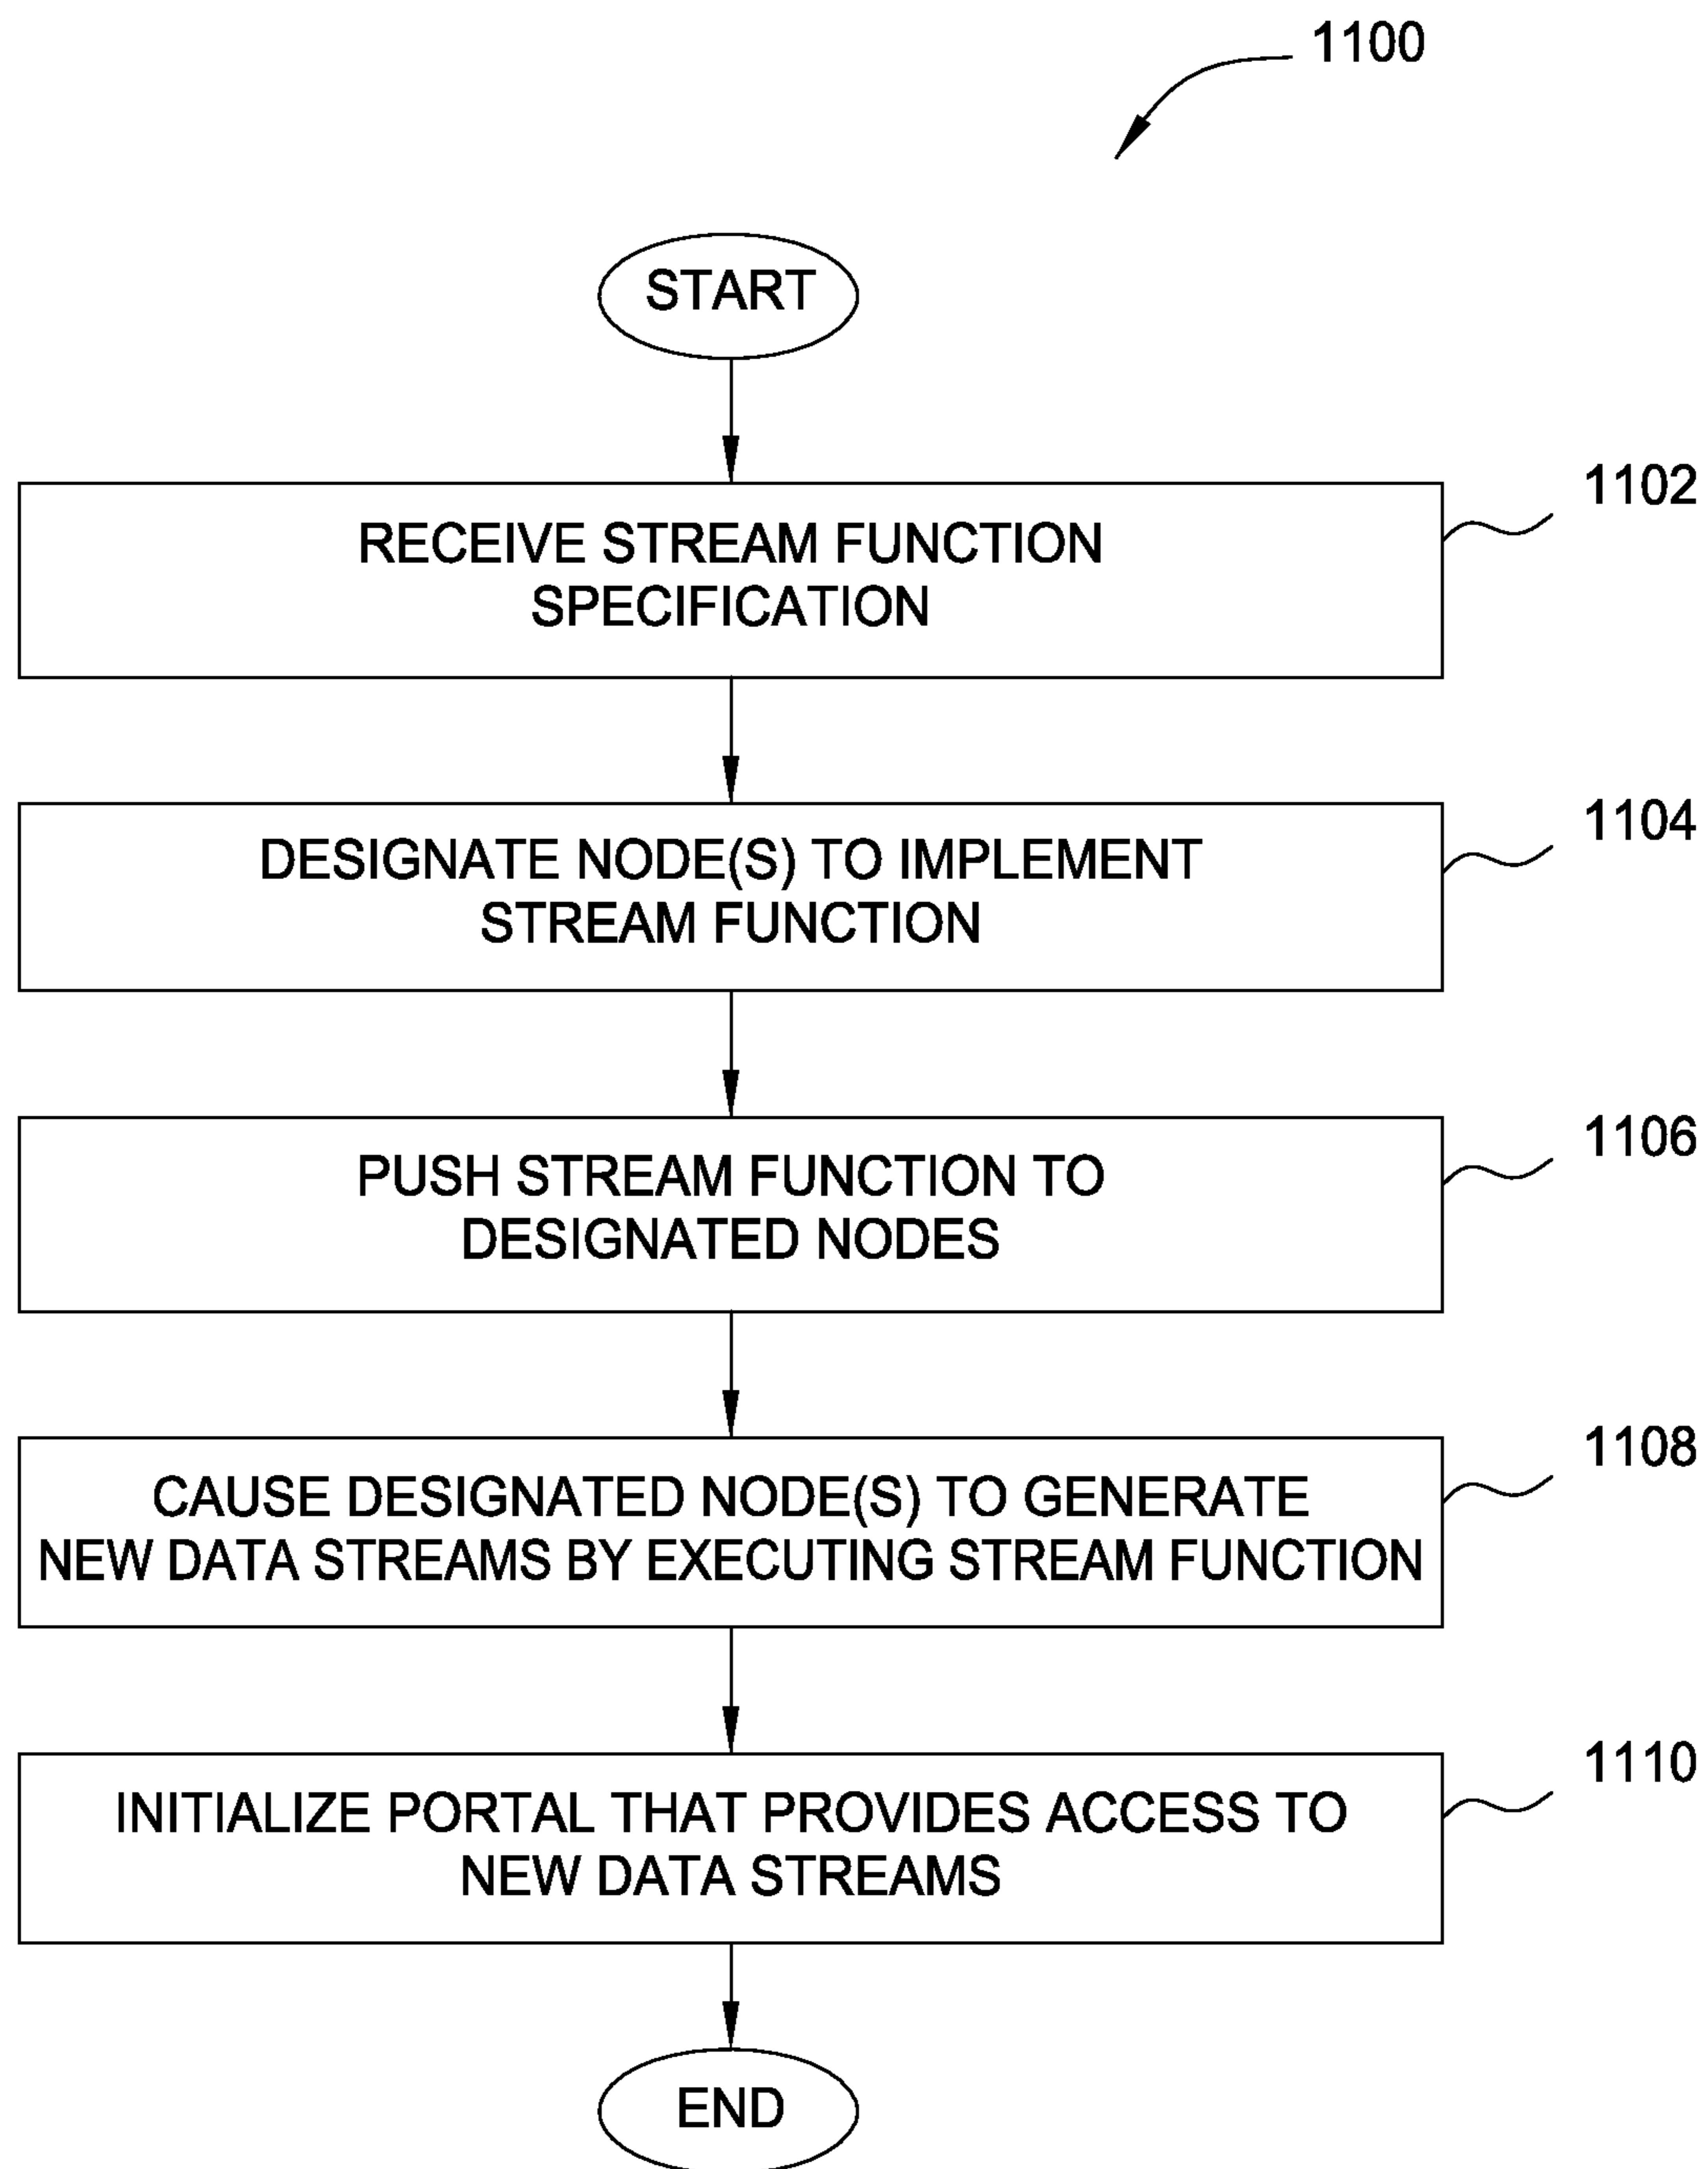 1100
START
1102
RECEIVE STREAM FUNCTION
SPECIFICATION
1104
DESIGNATE NODE(S) TO IMPLEMENT
STREAM FUNCTION
1106
PUSH STREAM FUNCTION TO
DESIGNATED NODES
1108
CAUSE DESIGNATED NODE(S) TO GENERATE
NEW DATA STREAMS BY EXECUTING STREAM FUNCTION
1110
INITIALIZE PORTAL THAT PROVIDES ACCESS TO
NEW DATA STREAMS
END